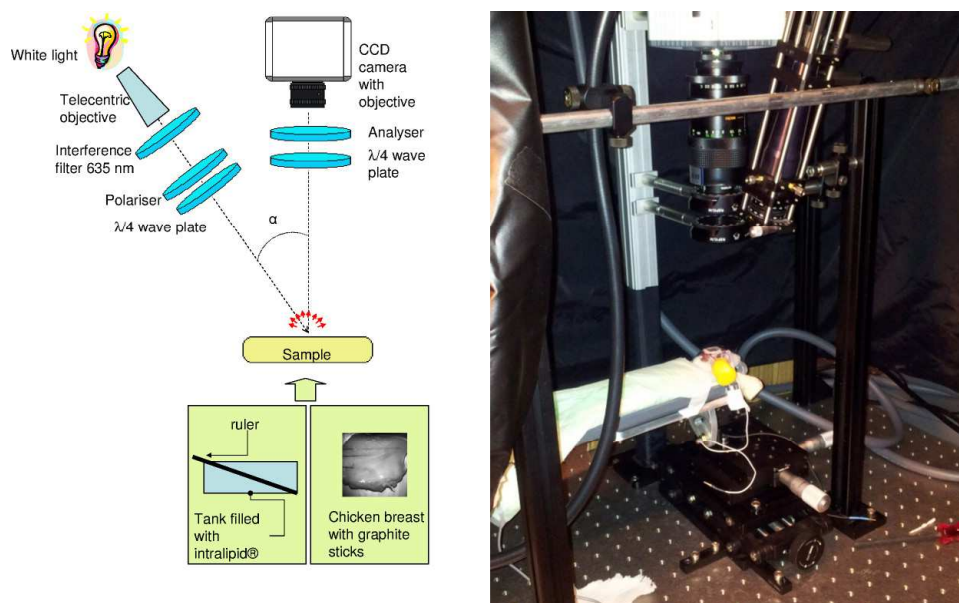 White light
Telecentric
objective
Interference
filter 635 nm
Polariser
λ/4 wave plate
CCD
camera
with
objective
Analyser
λ/4 wave
plate
α
Sample
ruler
Tank filled
with
intralipid®
Chicken breast
with graphite
sticks